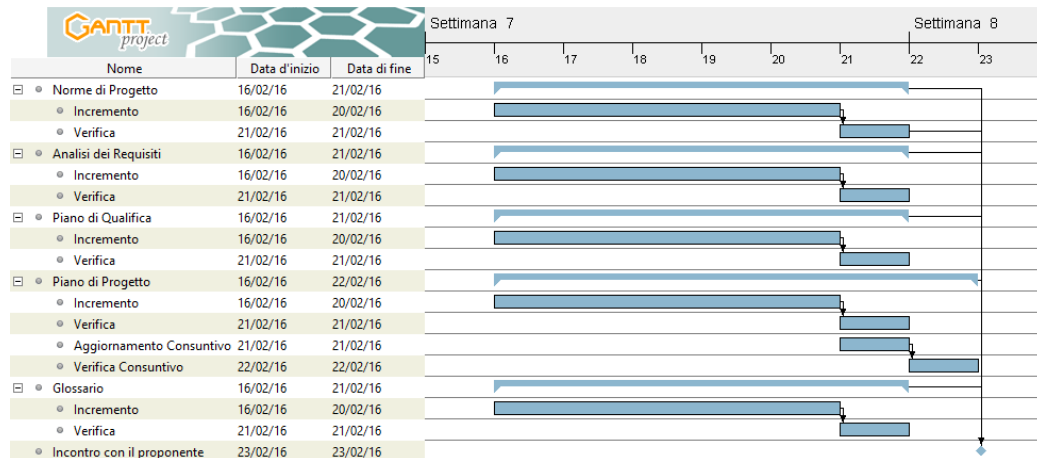 GANTT project
Settimana 7
Settimana 8
15 16 17 18 19 20 21 22 23
Nome Data d'inizio Data di fine
Norme di Progetto 16/02/16 21/02/16
Incremento 16/02/16 20/02/16
Verifica 21/02/16 21/02/16
Analisi dei Requisiti 16/02/16 21/02/16
Incremento 16/02/16 20/02/16
Verifica 21/02/16 21/02/16
Piano di Qualifica 16/02/16 21/02/16
Incremento 16/02/16 20/02/16
Verifica 21/02/16 21/02/16
Piano di Progetto 16/02/16 22/02/16
Incremento 16/02/16 20/02/16
Verifica 21/02/16 21/02/16
Aggiornamento Consuntivo 21/02/16 21/02/16
Verifica Consuntivo 22/02/16 22/02/16
Glossario 16/02/16 21/02/16
Incremento 16/02/16 20/02/16
Verifica 21/02/16 21/02/16
Incontro con il proponente 23/02/16 23/02/16